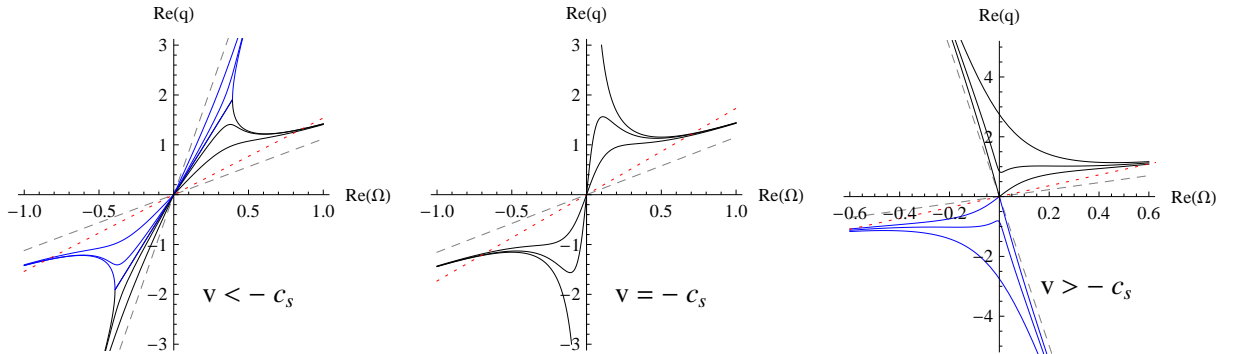 Re(q)
3
2
1
−1.0 −0.5 0.5 1.0 Re(Ω)
−1
−2
−3
v < − c_s
Re(q)
3
2
1
−1.0 −0.5 0.5 1.0 Re(Ω)
−1
−2
−3
v = − c_s
Re(q)
4
2
−0.6 −0.4 −0.2 0.2 0.4 0.6 Re(Ω)
−2
−4
v > − c_s